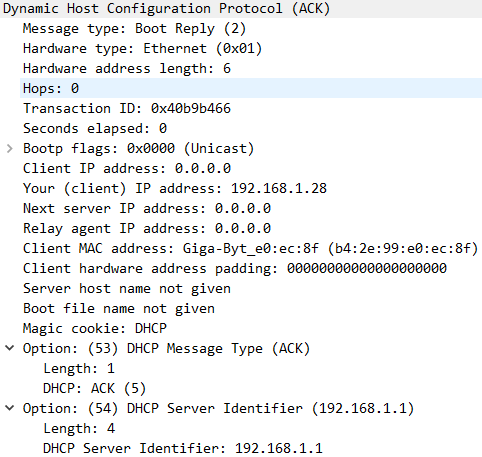 Dynamic Host Configuration Protocol (ACK)
Message type: Boot Reply (2)
Hardware type: Ethernet (0x01)
Hardware address length: 6
Hops: 0
Transaction ID: 0x40b9b466
Seconds elapsed: 0
Bootp flags: 0x0000 (Unicast)
Client IP address: 0.0.0.0
Your (client) IP address: 192.168.1.28
Next server IP address: 0.0.0.0
Relay agent IP address: 0.0.0.0
Client MAC address: Giga-Byt_e0:ec:8f (b4:2e:99:e0:ec:8f)
Client hardware address padding: 00000000000000000000
Server host name not given
Boot file name not given
Magic cookie: DHCP
Option: (53) DHCP Message Type (ACK)
Length: 1
DHCP: ACK (5)
Option: (54) DHCP Server Identifier (192.168.1.1)
Length: 4
DHCP Server Identifier: 192.168.1.1